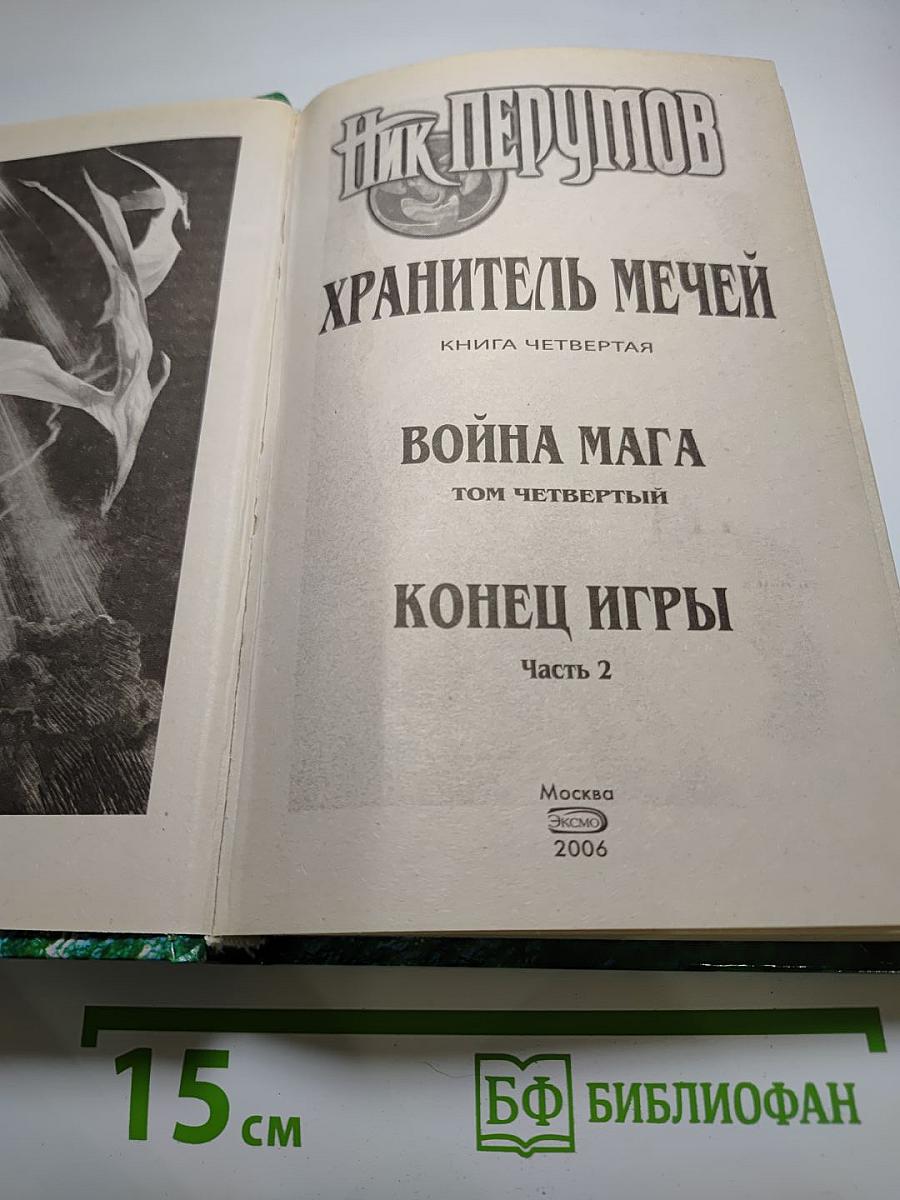 Ник Перумов
ХРАНИТЕЛЬ МЕЧЕЙ
КНИГА ЧЕТВЕРТАЯ
ВОЙНА МАГА
ТОМ ЧЕТВЕРТЫЙ
КОНЕЦ ИГРЫ
Часть 2
Москва
ЭКСМО
2006
15 см
БФ БИБЛИОФАН